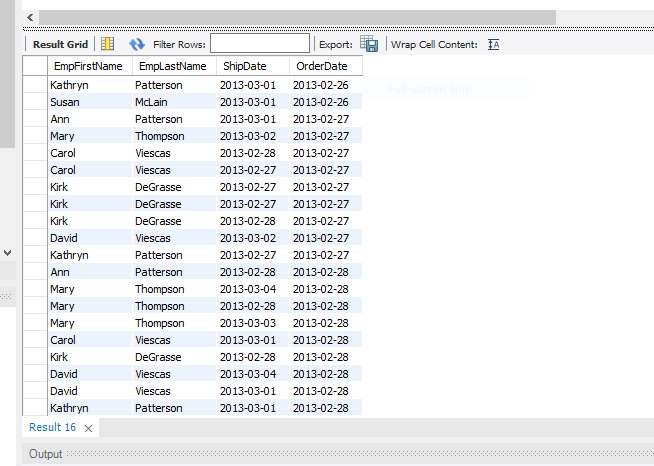 Result Grid Filter Rows: Export: Wrap Cell Content: IA
EmpFirstName EmpLastName ShipDate OrderDate
Kathryn Patterson 2013-03-01 2013-02-26
Susan McLain 2013-03-01 2013-02-26
Full-screen Snip
Ann Patterson 2013-03-01 2013-02-27
Mary Thompson 2013-03-02 2013-02-27
Carol Viescas 2013-02-28 2013-02-27
Carol Viescas 2013-02-27 2013-02-27
Kirk DeGrasse 2013-02-27 2013-02-27
Kirk DeGrasse 2013-02-27 2013-02-27
Kirk DeGrasse 2013-02-28 2013-02-27
David Viescas 2013-03-02 2013-02-27
Kathryn Patterson 2013-02-27 2013-02-27
Ann Patterson 2013-02-28 2013-02-28
Mary Thompson 2013-03-04 2013-02-28
Mary Thompson 2013-02-28 2013-02-28
Mary Thompson 2013-03-03 2013-02-28
Carol Viescas 2013-03-01 2013-02-28
Kirk DeGrasse 2013-02-28 2013-02-28
David Viescas 2013-03-04 2013-02-28
David Viescas 2013-03-01 2013-02-28
Kathryn Patterson 2013-03-01 2013-02-28
Result 16
Output